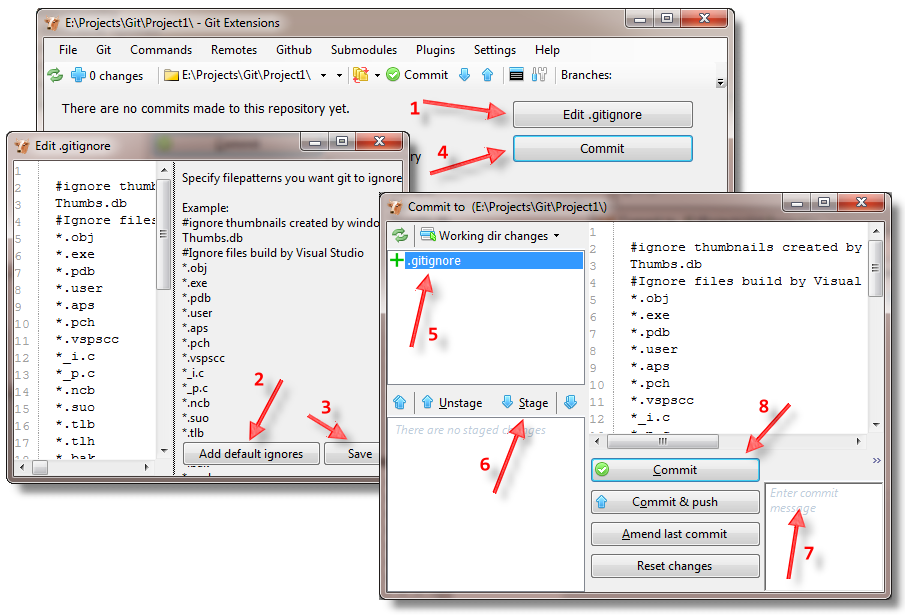 E:\Projects\Git\Project1\ - Git Extensions
File Git Commands Remotes Github Submodules Plugins Settings Help
0 changes E:\Projects\Git\Project1\ Commit Branches:
There are no commits made to this repository yet.
1
Edit .gitignore
4
Commit
Edit .gitignore
1
2 #ignore thumb
3 Thumbs.db
4 #Ignore files
5 *.obj
6 *.exe
7 *.pdb
8 *.user
9 *.aps
10 *.pch
11 *.vspscc
12 *_i.c
13 *_p.c
14 *.ncb
15 *.suo
16 *.tlb
17 *.tlh
18 *.bak
Specify filepatterns you want git to ignore
Example:
#ignore thumbnails created by window
Thumbs.db
#Ignore files build by Visual Studio
*.obj
*.exe
*.pdb
*.user
*.aps
*.pch
*.vspscc
*_i.c
*_p.c
*.ncb
*.suo
*.tlb
2
3
Add default ignores
Save
Commit to (E:\Projects\Git\Project1\)
Working dir changes
.gitignore
5
Unstage Stage
There are no staged changes
6
1
2 #ignore thumbnails created by
3 Thumbs.db
4 #Ignore files build by Visual
5 *.obj
6 *.exe
7 *.pdb
8 *.user
9 *.aps
10 *.pch
11 *.vspscc
12 *_i.c
8
Commit
Commit & push
Amend last commit
Reset changes
Enter commit
message
7